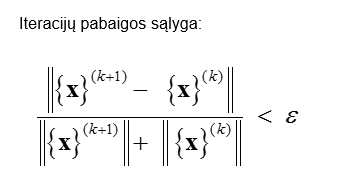 Iteracijų pabaigos sąlyga:
‖{x}^(k+1) − {x}^(k)‖ / ‖{x}^(k+1)‖ + ‖{x}^(k)‖ < ε